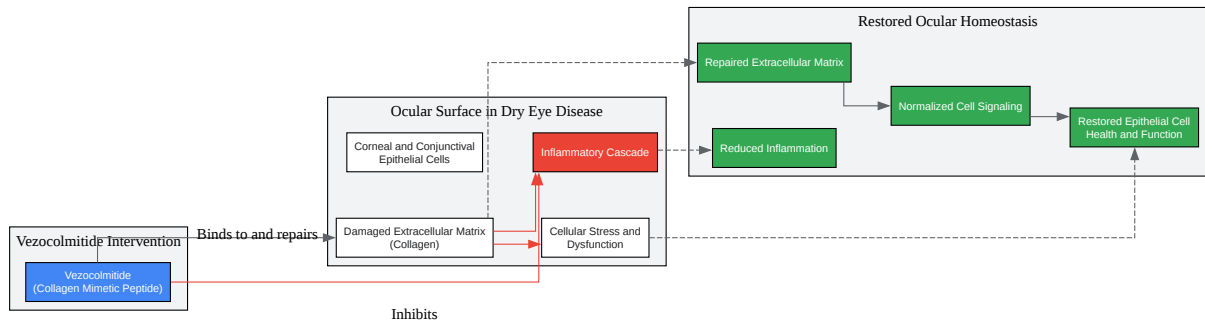 Vezocolmitide Intervention
Vezocolmitide
(Collagen Mimetic Peptide)
Binds to and repairs
Inhibits
Ocular Surface in Dry Eye Disease
Corneal and Conjunctival
Epithelial Cells
Inflammatory Cascade
Damaged Extracellular Matrix
(Collagen)
Cellular Stress and
Dysfunction
Restored Ocular Homeostasis
Repaired Extracellular Matrix
Normalized Cell Signaling
Reduced Inflammation
Restored Epithelial Cell
Health and Function